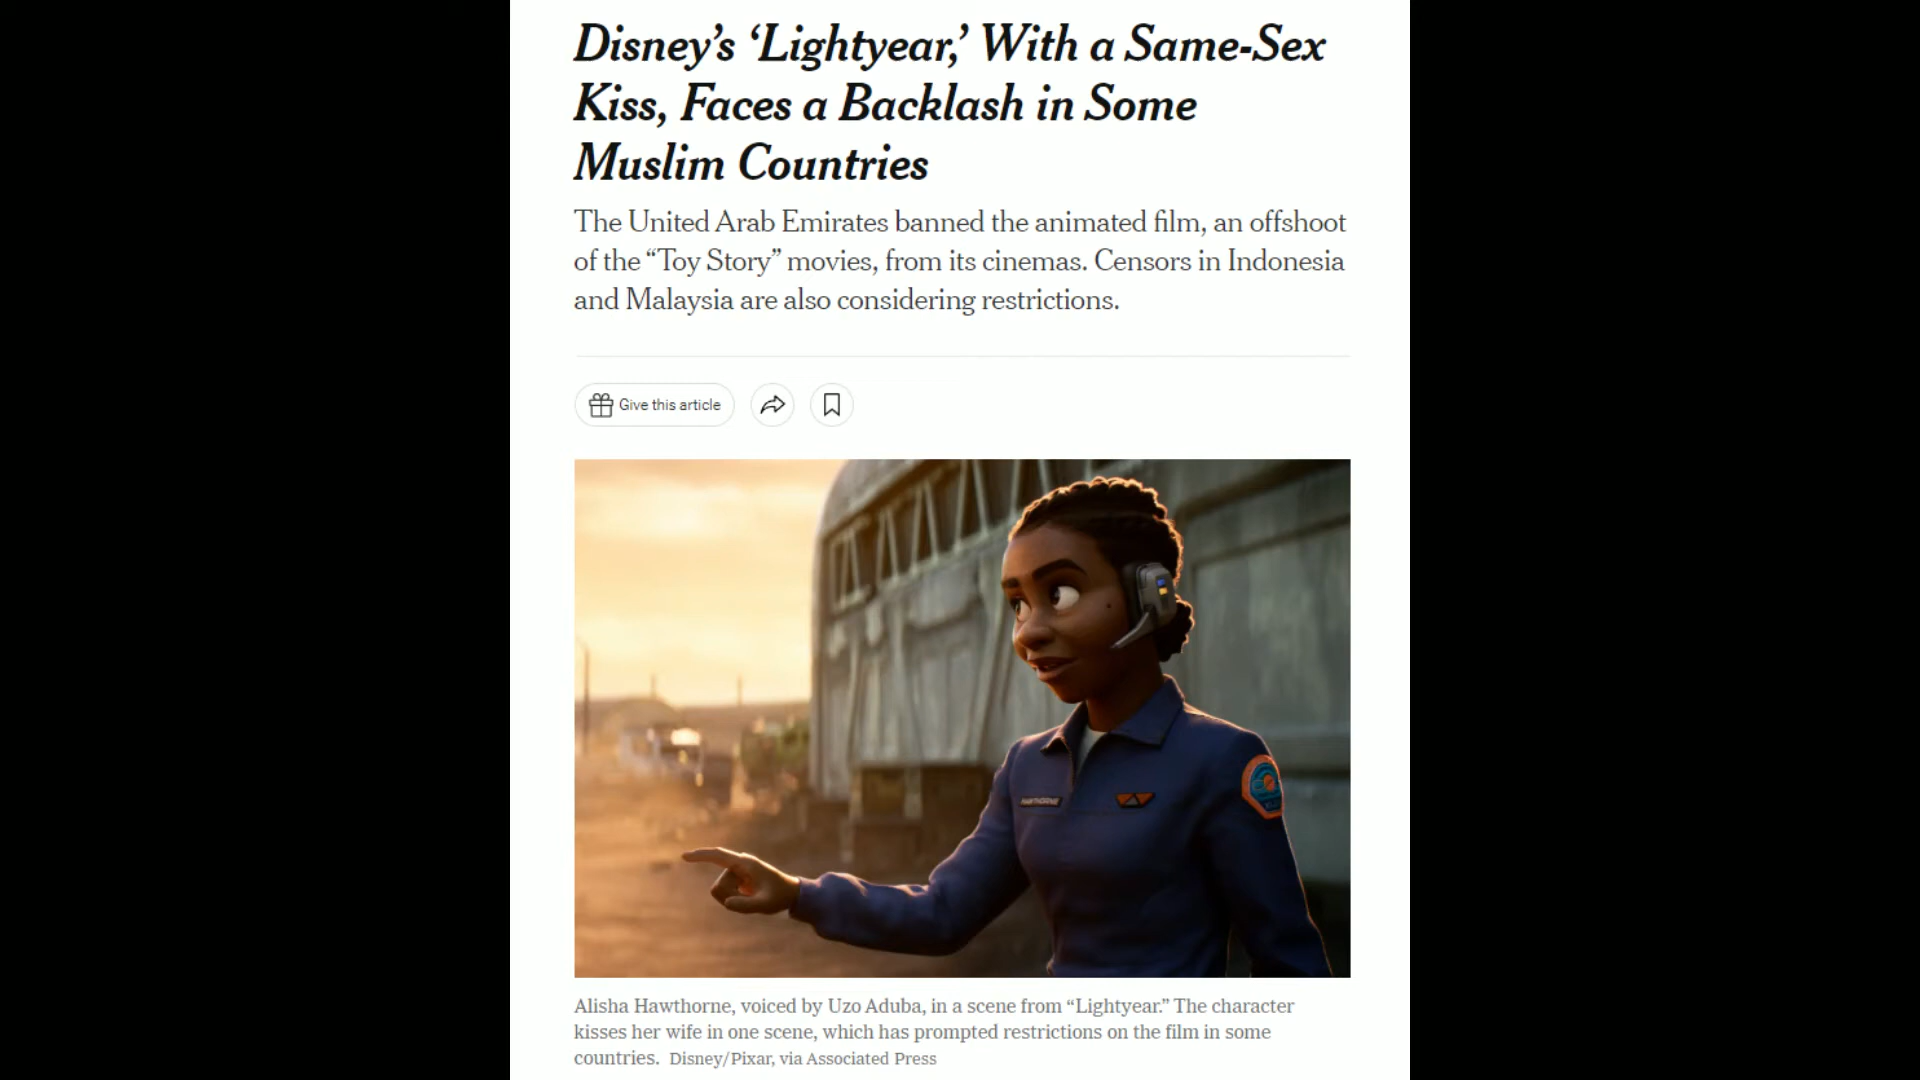 Disney’s ‘Lightyear,’ With a Same-Sex
Kiss, Faces a Backlash in Some
Muslim Countries
The United Arab Emirates banned the animated film, an offshoot
of the “Toy Story” movies, from its cinemas. Censors in Indonesia
and Malaysia are also considering restrictions.
Give this article
HAWTHORNE
Alisha Hawthorne, voiced by Uzo Aduba, in a scene from “Lightyear.” The character
kisses her wife in one scene, which has prompted restrictions on the film in some
countries. Disney/Pixar, via Associated Press